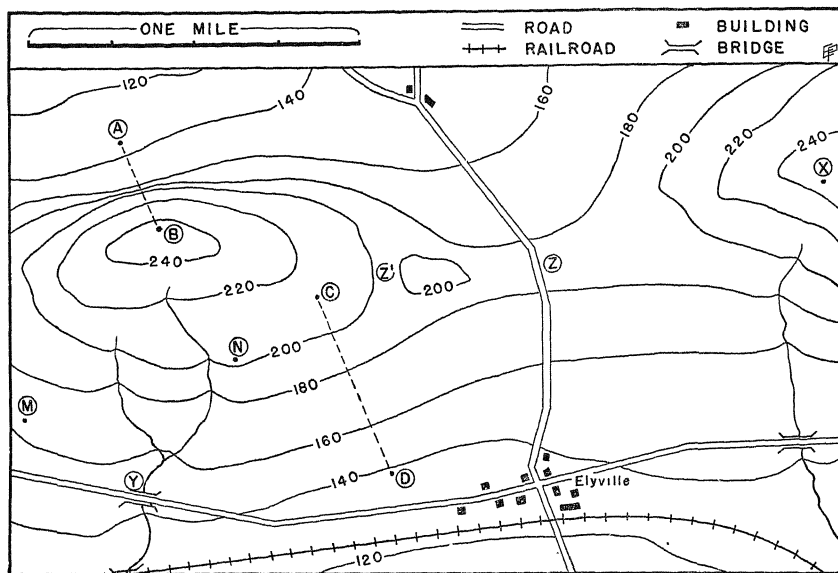 ONE MILE
ROAD
BUILDING
RAILROAD
BRIDGE
120
140
160
180
200
220
240
A
X
B
240
Z
Z'
200
C
220
N
200
180
M
160
Y
140
D
Elyville
120